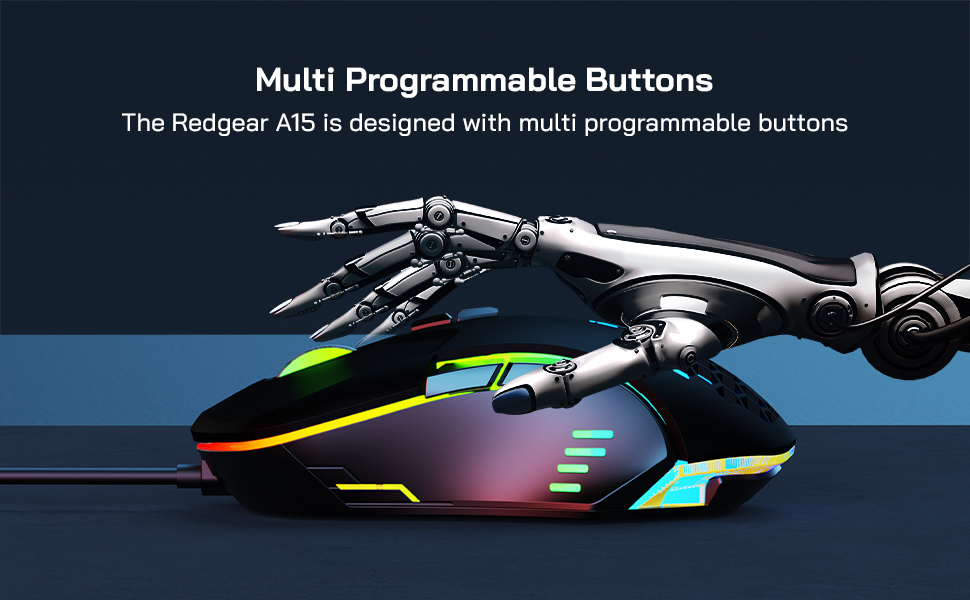 Multi Programmable Buttons
The Redgear A15 is designed with multi programmable buttons